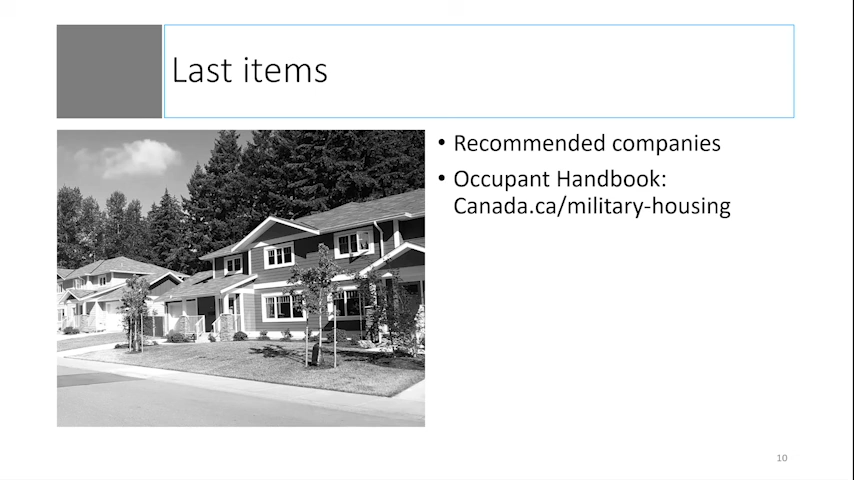 Last items
• Recommended companies
• Occupant Handbook:
Canada.ca/military-housing
10